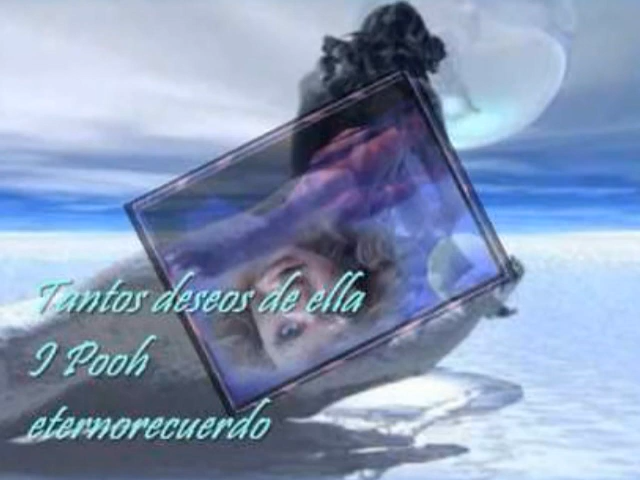 Tantos deseos de ella
I Pooh
eternorecuerdo